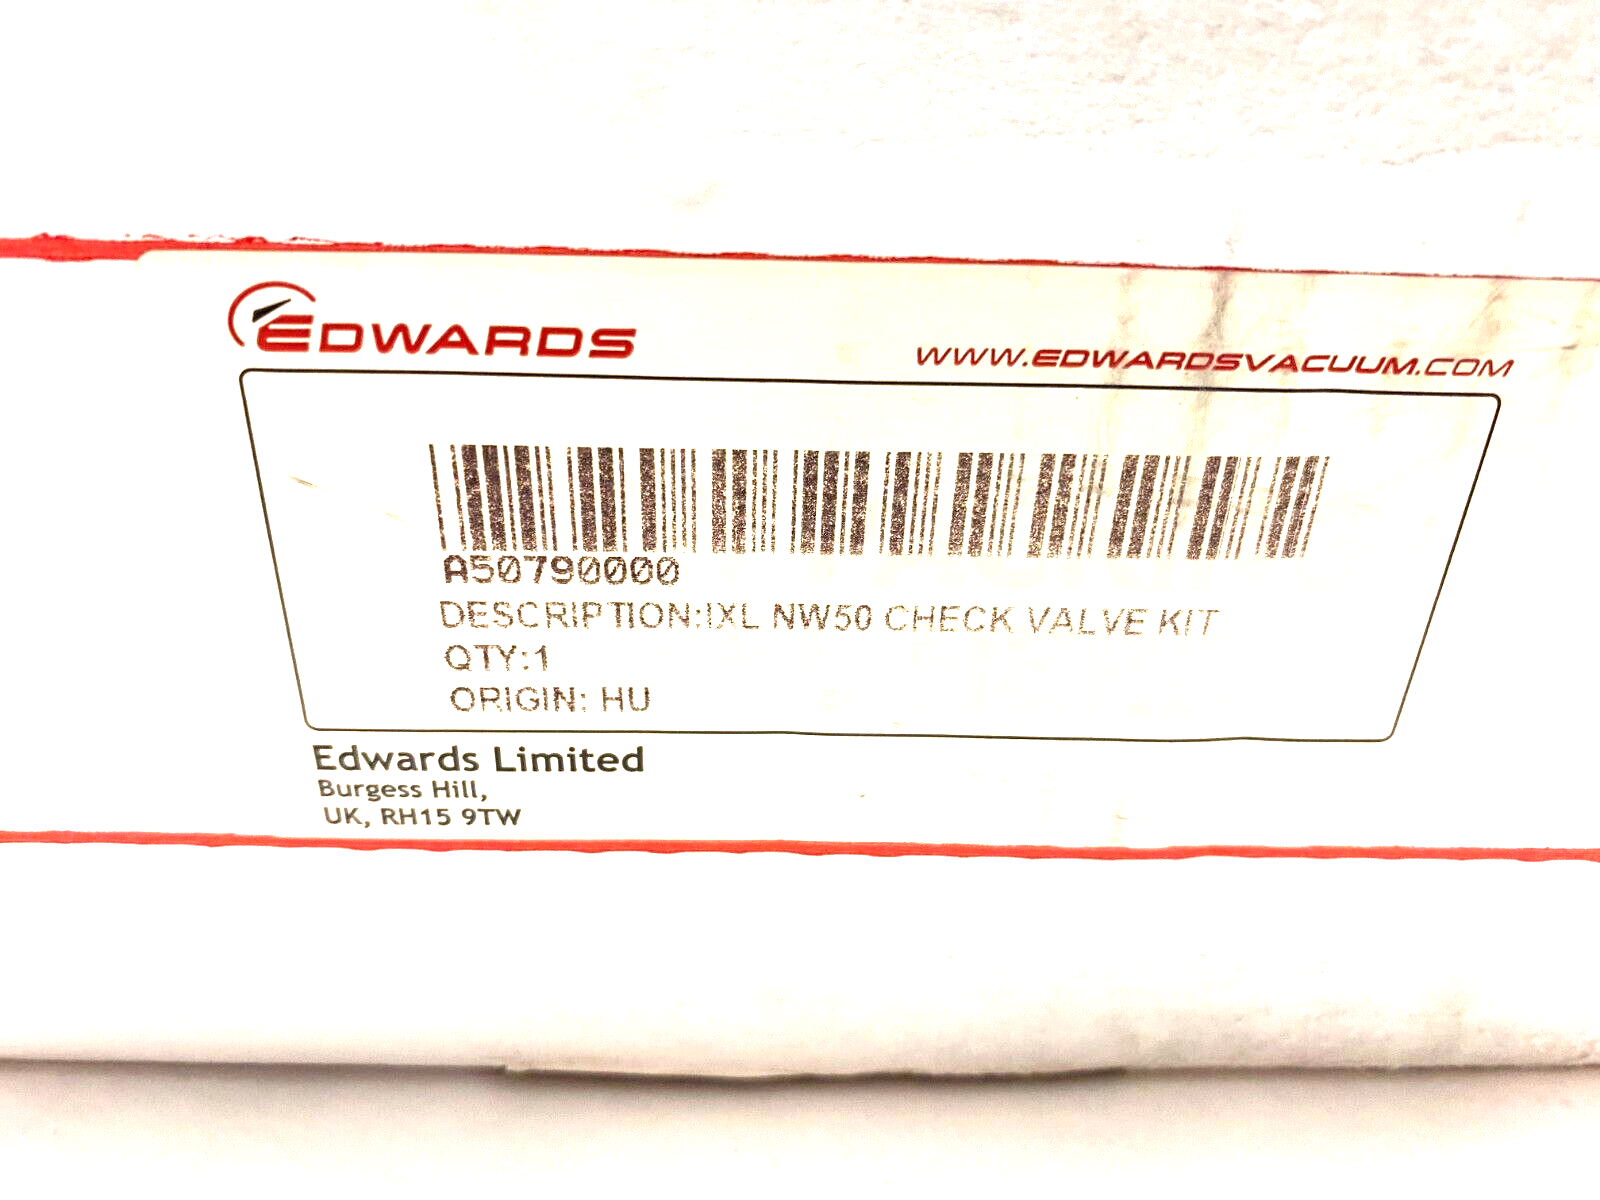 EDWARDS
WWW.EDWARDSVACUUM.COM
A50790000
DESCRIPTION:IXL NW50 CHECK VALVE KIT
QTY:1
ORIGIN: HU
Edwards Limited
Burgess Hill,
UK, RH15 9TW